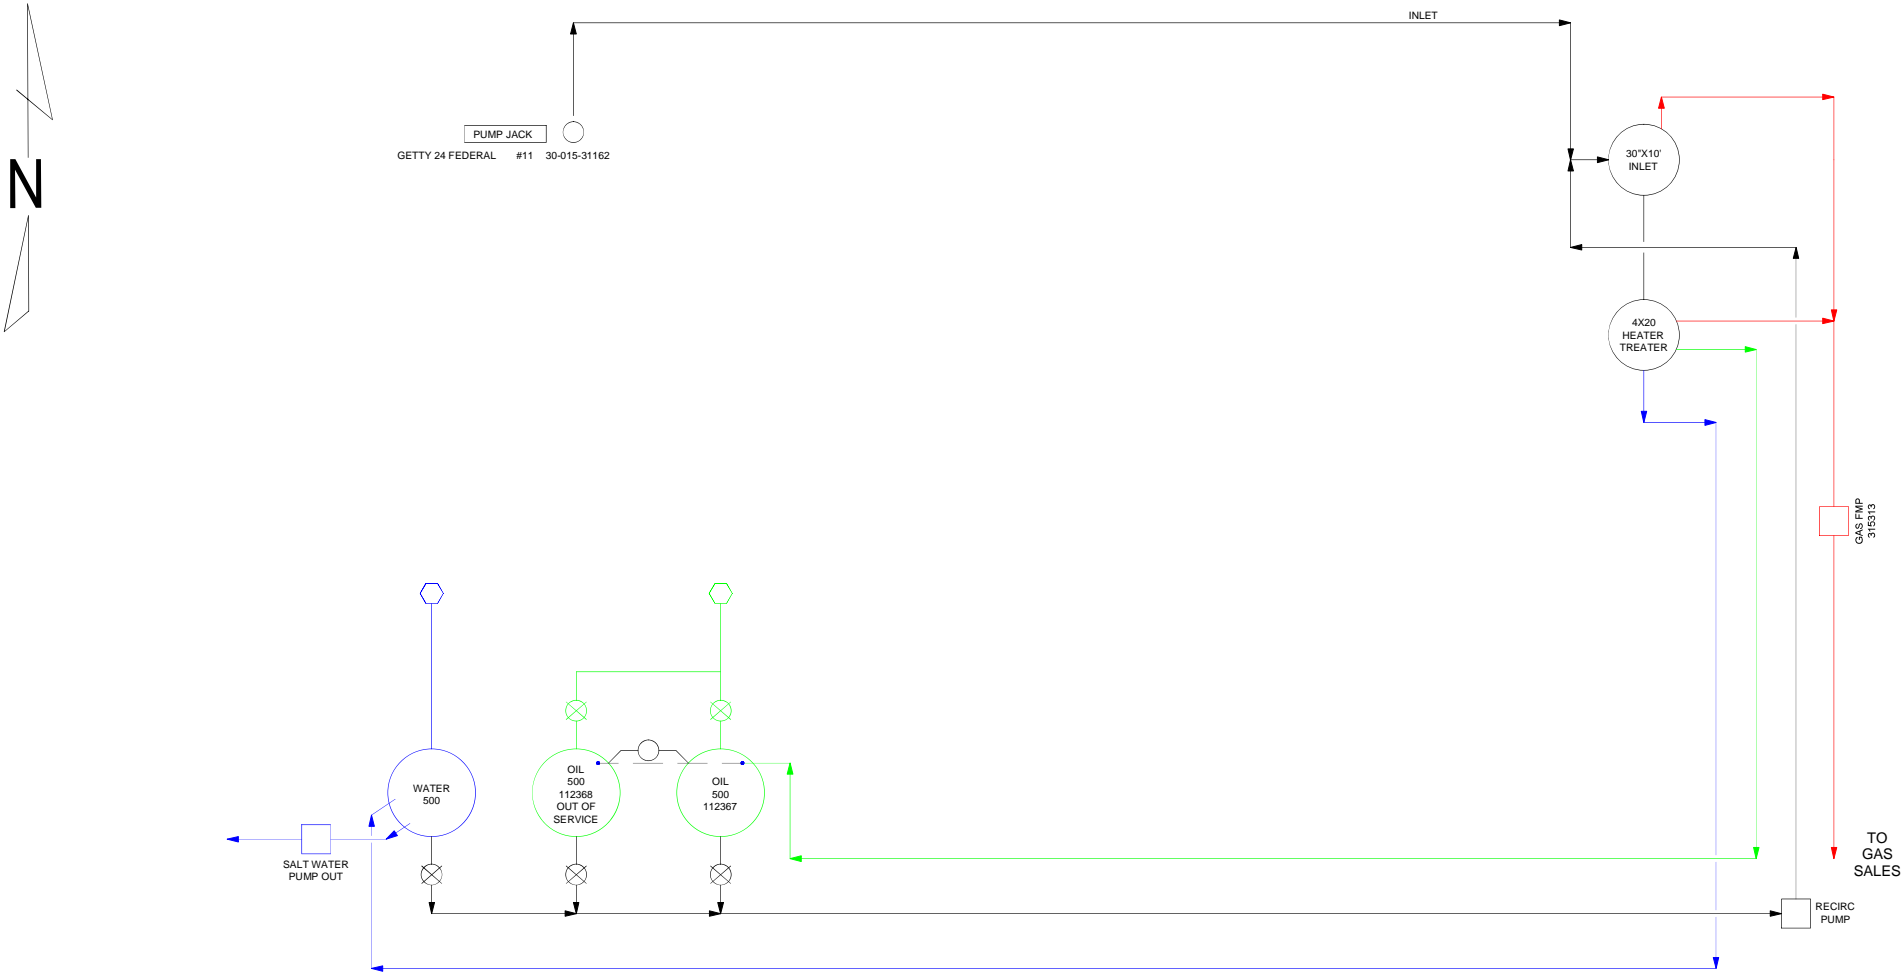 INLET
N
PUMP JACK
GETTY 24 FEDERAL #11 30-015-31162
30"X10'
INLET
4X20
HEATER
TREATER
GAS FMP
315313
WATER
500
OIL
500
112368
OUT OF
SERVICE
OIL
500
112367
SALT WATER
PUMP OUT
TO
GAS
SALES
RECIRC
PUMP